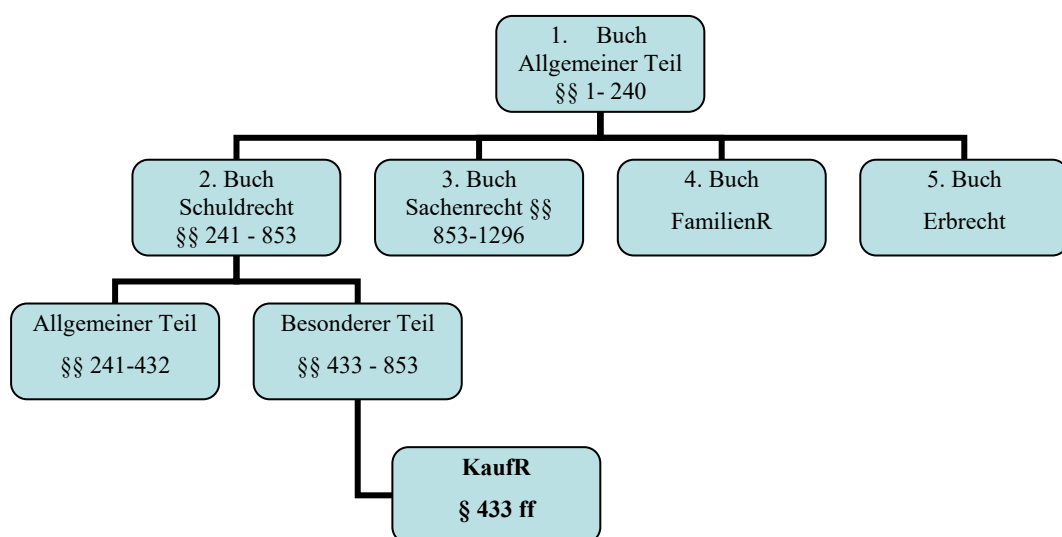 1. Buch
Allgemeiner Teil
§§ 1- 240
2. Buch
Schuldrecht
§§ 241 - 853
3. Buch
Sachenrecht §§
853-1296
4. Buch
FamilienR
5. Buch
Erbrecht
Allgemeiner Teil
§§ 241-432
Besonderer Teil
§§ 433 - 853
KaufR
§ 433 ff